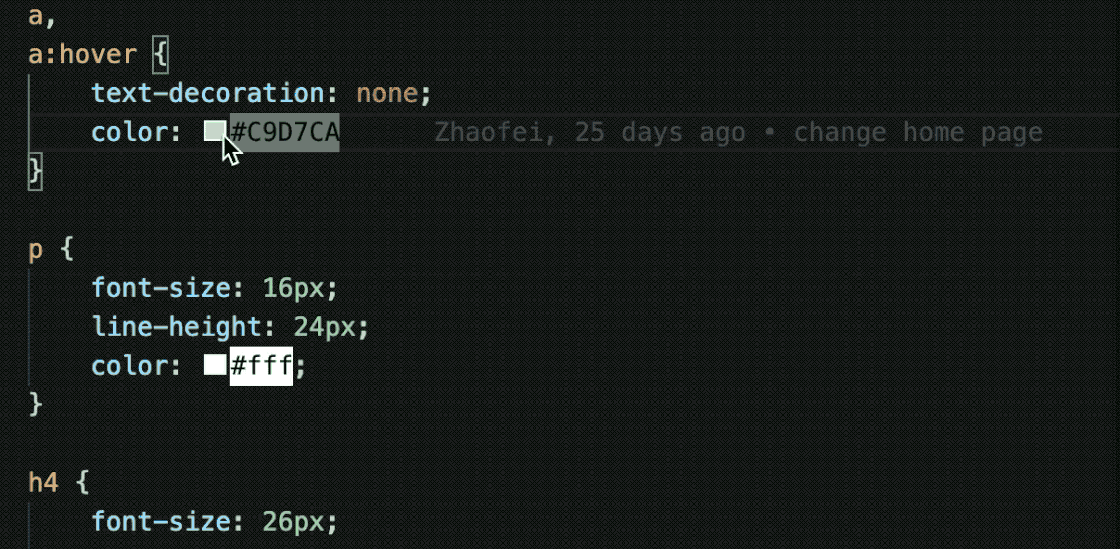 a,
a:hover {
text-decoration: none;
color: #C9D7CA Zhaofei, 25 days ago • change home page
}
p {
font-size: 16px;
line-height: 24px;
color: #fff;
}
h4 {
font-size: 26px;